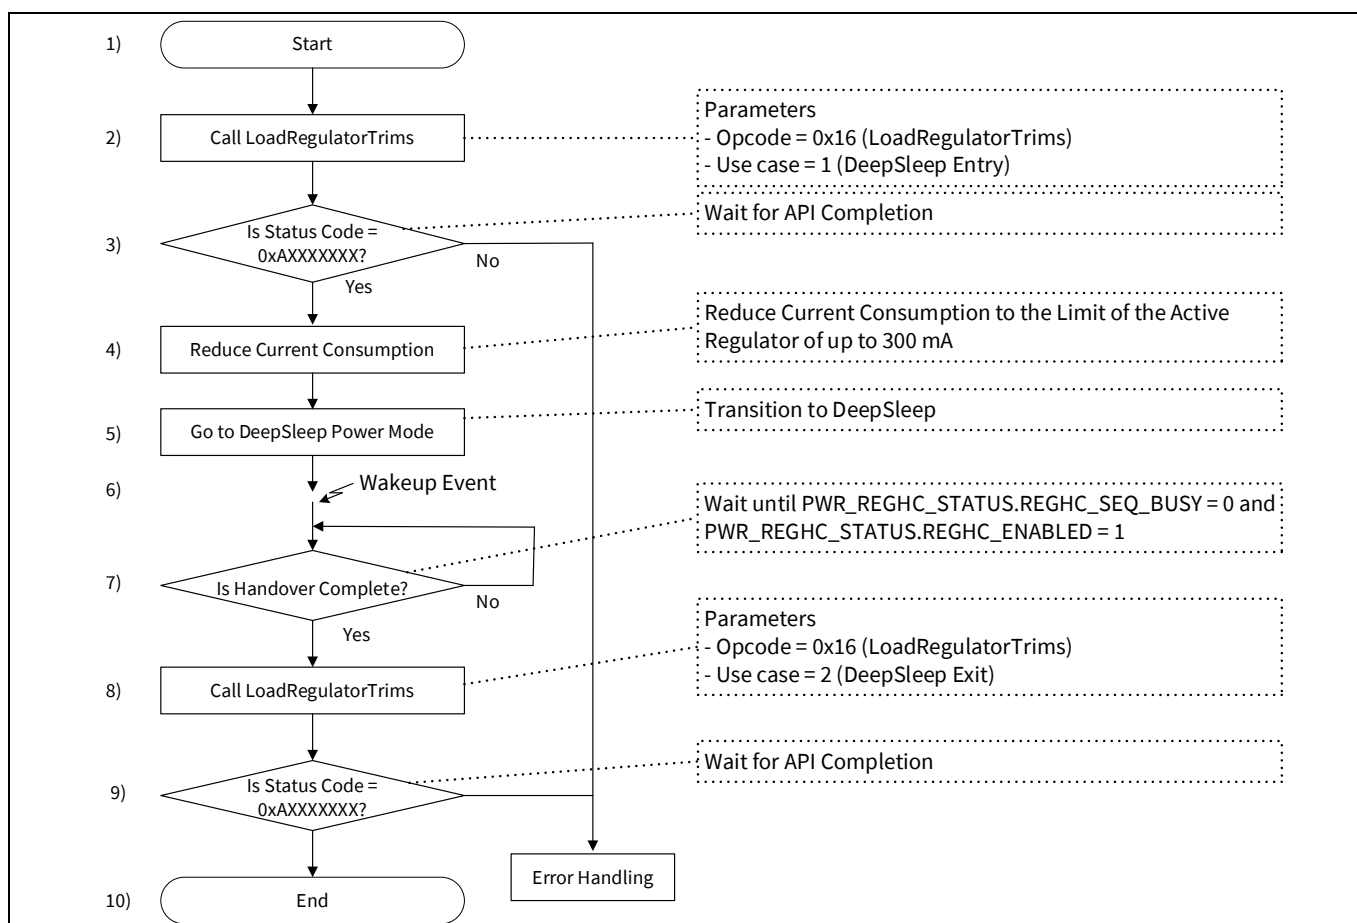 1)
Start
2)
Call LoadRegulatorTrims
Parameters
- Opcode = 0x16 (LoadRegulatorTrims)
- Use case = 1 (DeepSleep Entry)
Wait for API Completion
3)
Is Status Code =
0xAXXXXXXX?
No
Yes
4)
Reduce Current Consumption
Reduce Current Consumption to the Limit of the Active
Regulator of up to 300 mA
5)
Go to DeepSleep Power Mode
Transition to DeepSleep
6)
Wakeup Event
Wait until PWR_REGHC_STATUS.REGHC_SEQ_BUSY = 0 and
PWR_REGHC_STATUS.REGHC_ENABLED = 1
7)
Is Handover Complete?
No
Yes
Parameters
- Opcode = 0x16 (LoadRegulatorTrims)
- Use case = 2 (DeepSleep Exit)
8)
Call LoadRegulatorTrims
Wait for API Completion
9)
Is Status Code =
0xAXXXXXXX?
Error Handling
10)
End